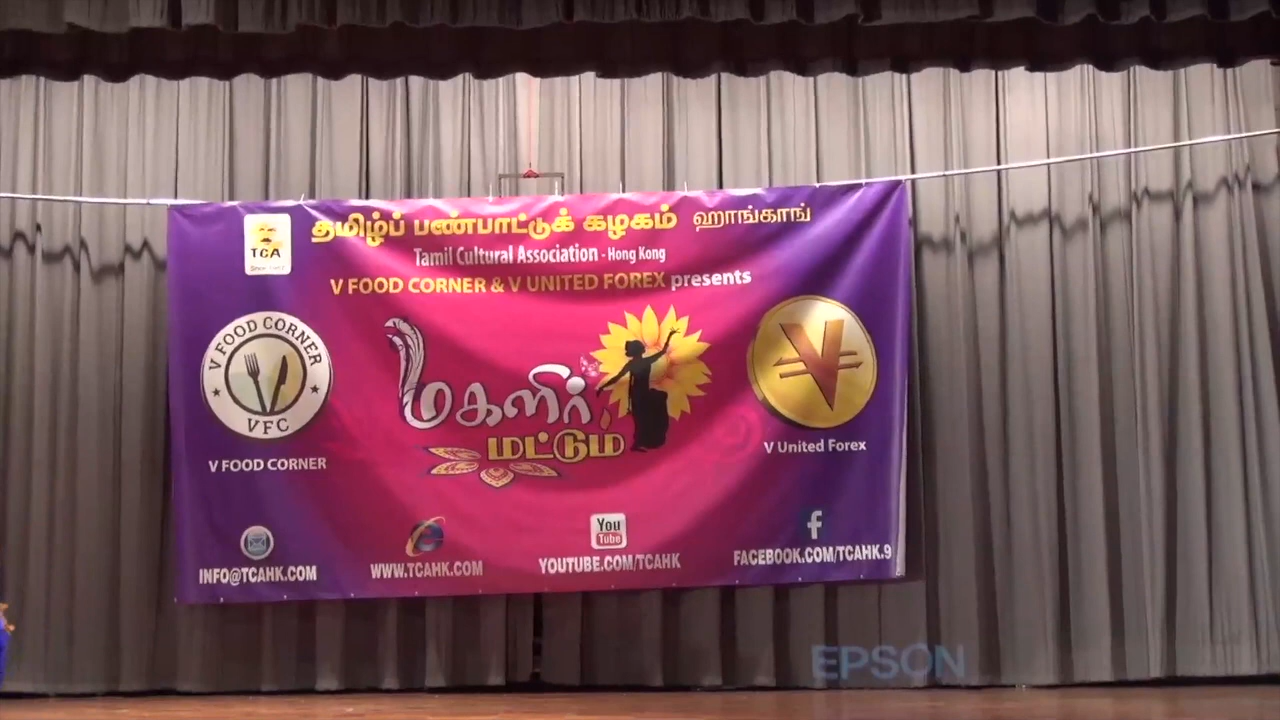 தமிழ்ப் பண்பாட்டுக் கழகம் ஹாங்காங்
TCA
Tamil Cultural Association - Hong Kong
V FOOD CORNER & V UNITED FOREX presents
V FOOD CORNER
VFC
V FOOD CORNER
மகளிர்
மட்டும்
V
V United Forex
INFO@TCAHK.COM
WWW.TCAHK.COM
You
Tube
YOUTUBE.COM/TCAHK
f
FACEBOOK.COM/TCAHK.9
EPSON